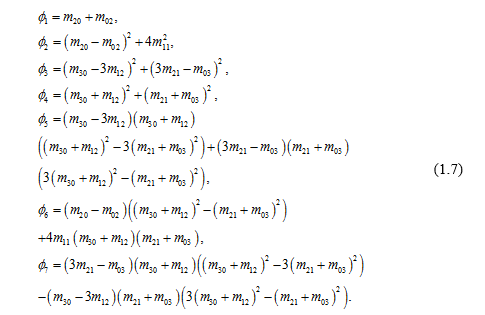 ϕ₁ = m₂₀ + m₀₂,
ϕ₂ = (m₂₀ − m₀₂)² + 4m²₁₁,
ϕ₃ = (m₃₀ − 3m₁₂)² + (3m₂₁ − m₀₃)²,
ϕ₄ = (m₃₀ + m₁₂)² + (m₂₁ + m₀₃)²,
ϕ₅ = (m₃₀ − 3m₁₂)(m₃₀ + m₁₂)
((m₃₀ + m₁₂)² − 3(m₂₁ + m₀₃)²) + (3m₂₁ − m₀₃)(m₂₁ + m₀₃)
(3(m₃₀ + m₁₂)² − (m₂₁ + m₀₃)²),
ϕ₆ = (m₂₀ − m₀₂)((m₃₀ + m₁₂)² − (m₂₁ + m₀₃)²)
+4m₁₁(m₃₀ + m₁₂)(m₂₁ + m₀₃),
ϕ₇ = (3m₂₁ − m₀₃)(m₃₀ + m₁₂)((m₃₀ + m₁₂)² − 3(m₂₁ + m₀₃)²)
−(m₃₀ − 3m₁₂)(m₂₁ + m₀₃)(3(m₃₀ + m₁₂)² − (m₂₁ + m₀₃)²).
(1.7)